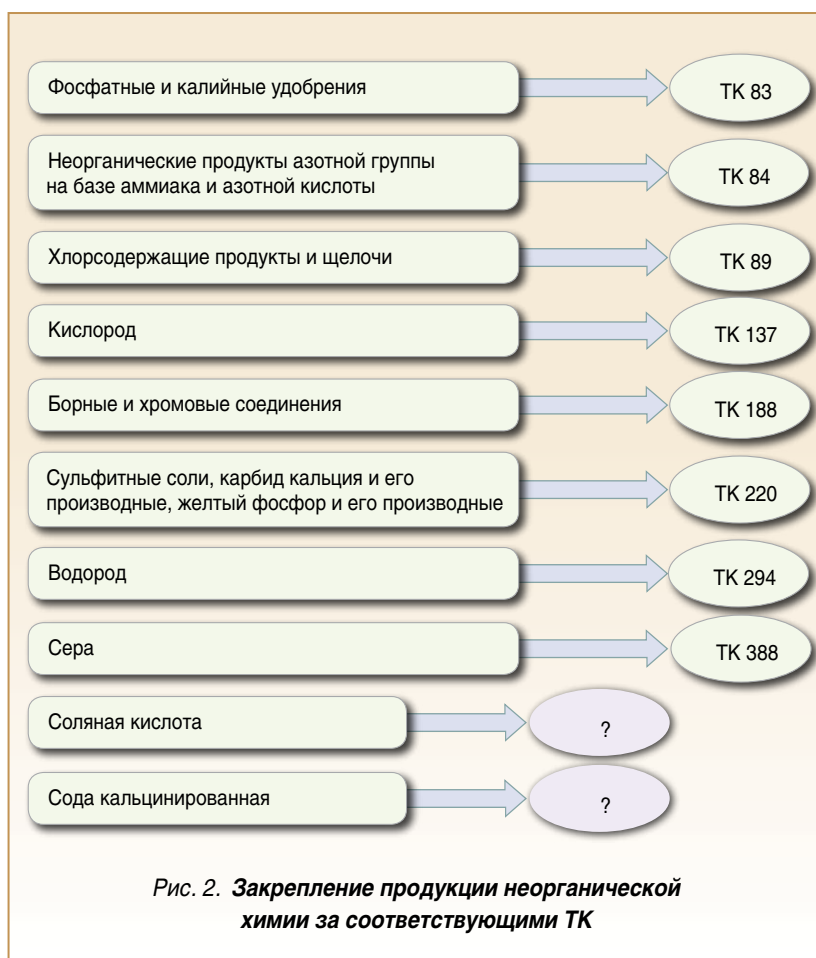 Фосфатные и калийные удобрения
ТК 83
Неорганические продукты азотной группы
на базе аммиака и азотной кислоты
ТК 84
Хлорсодержащие продукты и щелочи
ТК 89
Кислород
ТК 137
Борные и хромовые соединения
ТК 188
Сульфитные соли, карбид кальция и его
производные, желтый фосфор и его производные
ТК 220
Водород
ТК 294
Сера
ТК 388
Соляная кислота
?
Сода кальцинированная
?
Рис. 2. Закрепление продукции неорганической
химии за соответствующими ТК